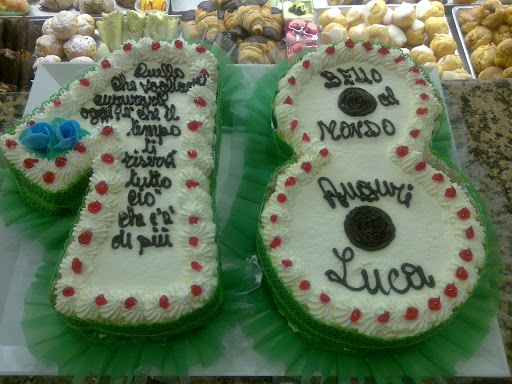 Quello
che vogliamo
augurarti
oggi è che il
tempo
ti
riservi
tutto
ciò
che c'è
di più
BELLO
al
MONDO
Auguri
Luca